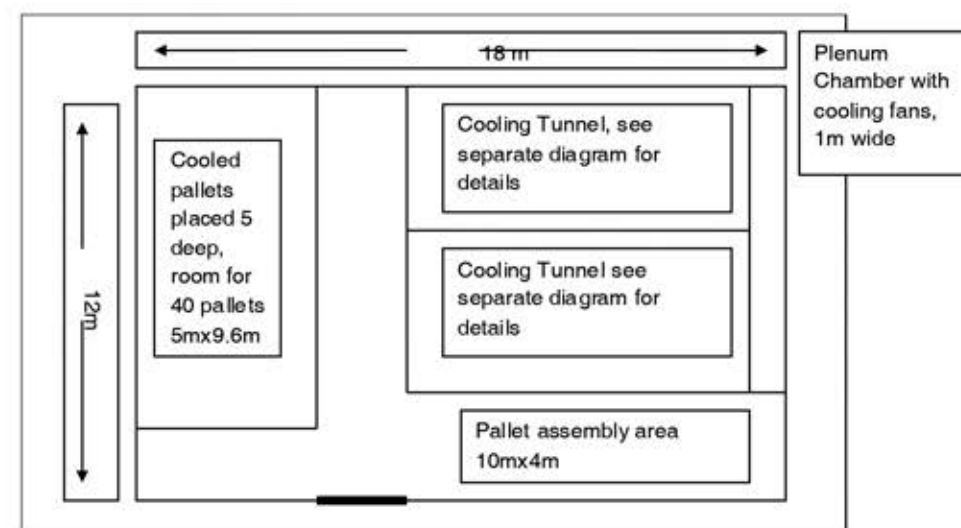 18 m
Plenum
Chamber with
cooling fans,
1m wide
Cooling Tunnel, see
separate diagram for
details
Cooled
pallets
placed 5
deep,
room for
40 pallets
5mx9.6m
Cooling Tunnel see
separate diagram for
details
12m
Pallet assembly area
10mx4m